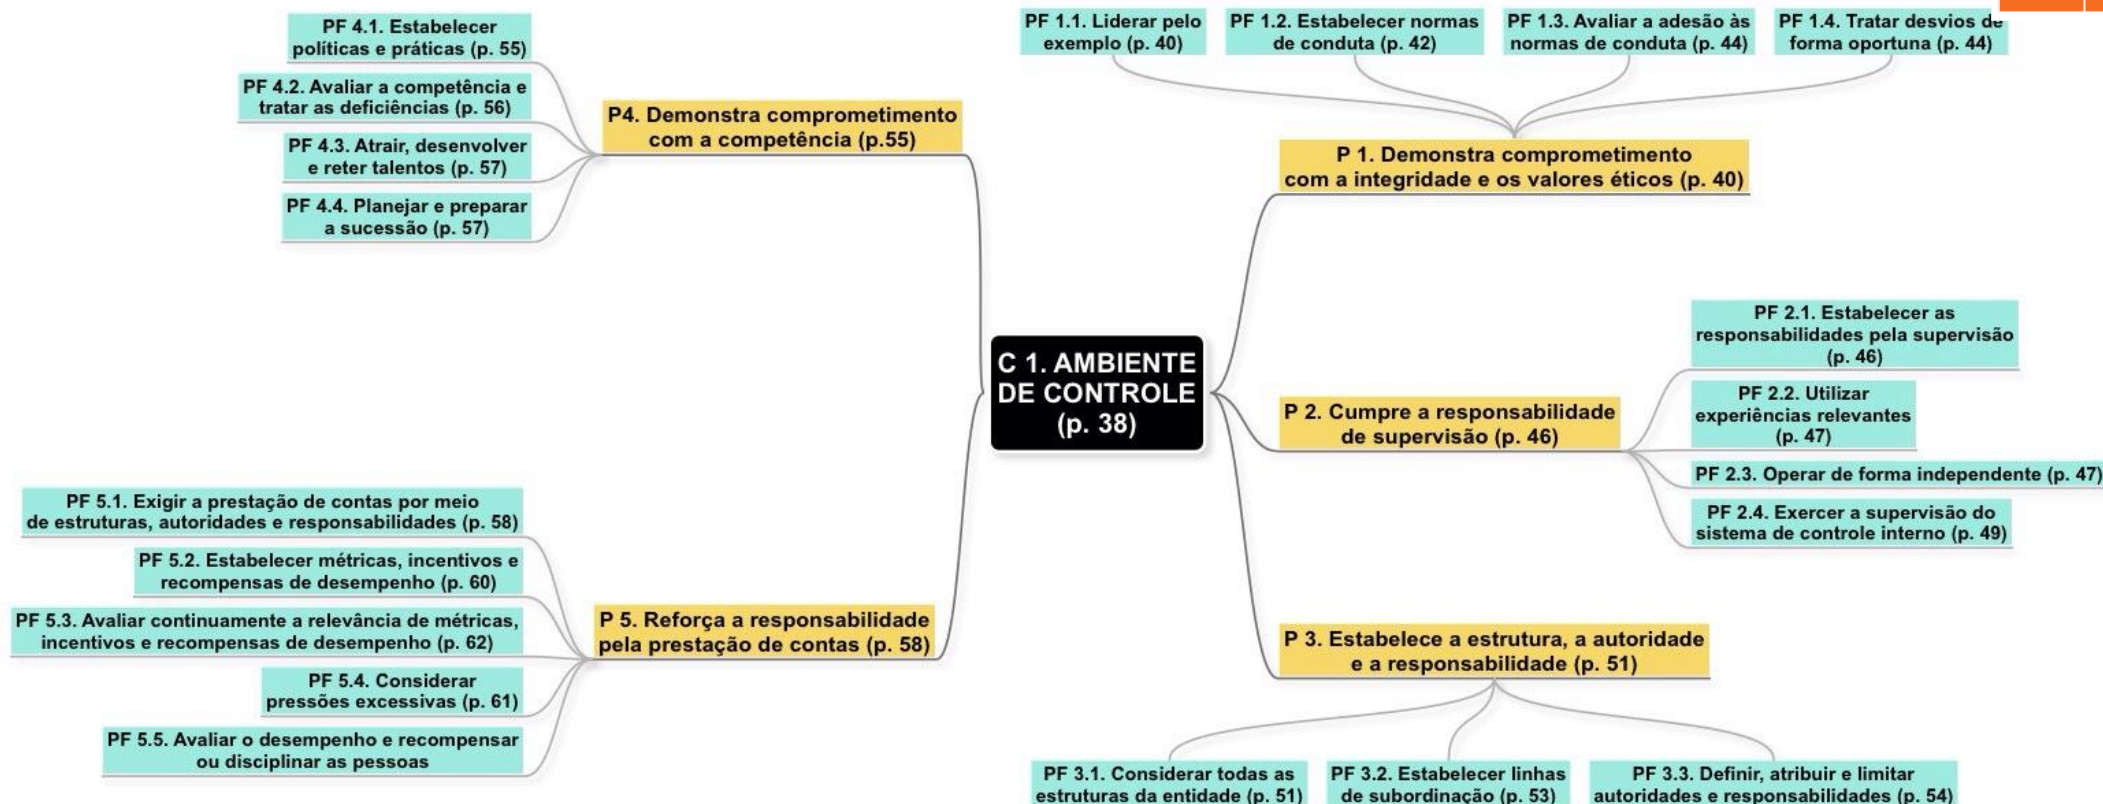 C 1. AMBIENTE
DE CONTROLE
(p. 38)
P 1. Demonstra comprometimento
com a integridade e os valores éticos (p. 40)
PF 1.1. Liderar pelo
exemplo (p. 40)
PF 1.2. Estabelecer normas
de conduta (p. 42)
PF 1.3. Avaliar a adesão às
normas de conduta (p. 44)
PF 1.4. Tratar desvios de
forma oportuna (p. 44)
P 2. Cumpre a responsabilidade
de supervisão (p. 46)
PF 2.1. Estabelecer as
responsabilidades pela supervisão
(p. 46)
PF 2.2. Utilizar
experiências relevantes
(p. 47)
PF 2.3. Operar de forma independente (p. 47)
PF 2.4. Exercer a supervisão do
sistema de controle interno (p. 49)
P 3. Estabelece a estrutura, a autoridade
e a responsabilidade (p. 51)
PF 3.1. Considerar todas as
estruturas da entidade (p. 51)
PF 3.2. Estabelecer linhas
de subordinação (p. 53)
PF 3.3. Definir, atribuir e limitar
autoridades e responsabilidades (p. 54)
P4. Demonstra comprometimento
com a competência (p.55)
PF 4.1. Estabelecer
políticas e práticas (p. 55)
PF 4.2. Avaliar a competência e
tratar as deficiências (p. 56)
PF 4.3. Atrair, desenvolver
e reter talentos (p. 57)
PF 4.4. Planejar e preparar
a sucessão (p. 57)
P 5. Reforça a responsabilidade
pela prestação de contas (p. 58)
PF 5.1. Exigir a prestação de contas por meio
de estruturas, autoridades e responsabilidades (p. 58)
PF 5.2. Estabelecer métricas, incentivos e
recompensas de desempenho (p. 60)
PF 5.3. Avaliar continuamente a relevância de métricas,
incentivos e recompensas de desempenho (p. 62)
PF 5.4. Considerar
pressões excessivas (p. 61)
PF 5.5. Avaliar o desempenho e recompensar
ou disciplinar as pessoas